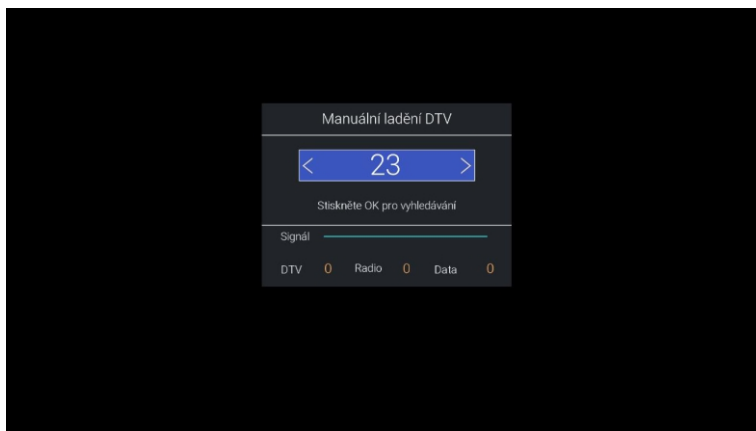 Manuální ladění DTV
< 23 >
Stiskněte OK pro vyhledávání
Signál
DTV 0 Radio 0 Data 0